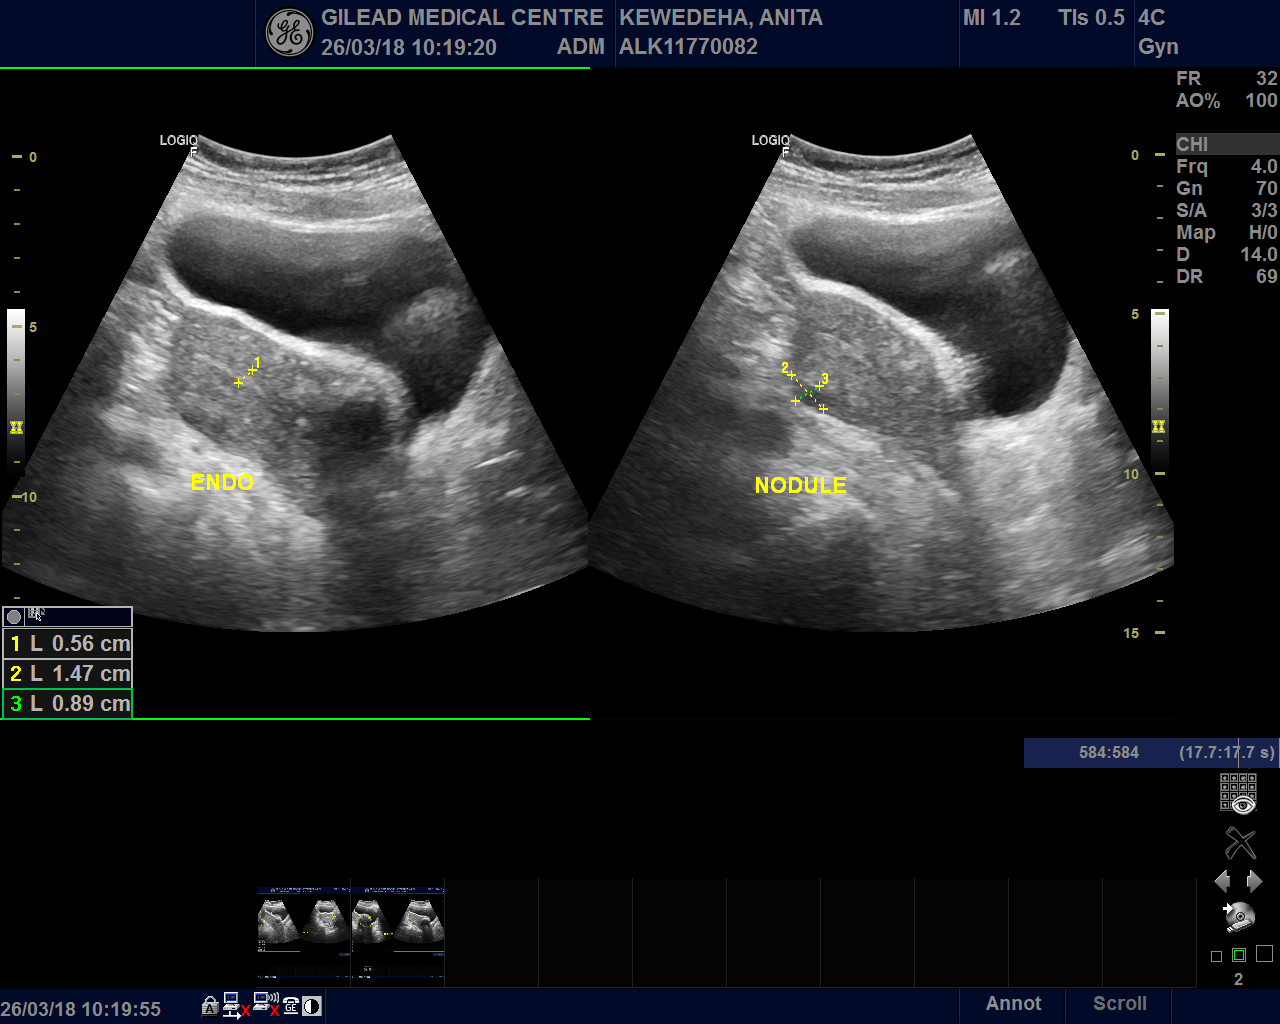 GILEAD MEDICAL CENTRE
26/03/18 10:19:20 ADM
KEWEDEHA, ANITA
ALK11770082
MI 1.2 TIs 0.5
4C
Gyn
FR 32
AO% 100
CHI
Frq 4.0
Gn 70
S/A 3/3
Map H/0
D 14.0
DR 69
LOGIQ
F
0
5
10
1
ENDO
LOGIQ
F
0
5
10
15
2
3
NODULE
1 L 0.56 cm
2 L 1.47 cm
3 L 0.89 cm
584:584 (17.7:17.7 s)
2
26/03/18 10:19:55
A
GE
Annot
Scroll